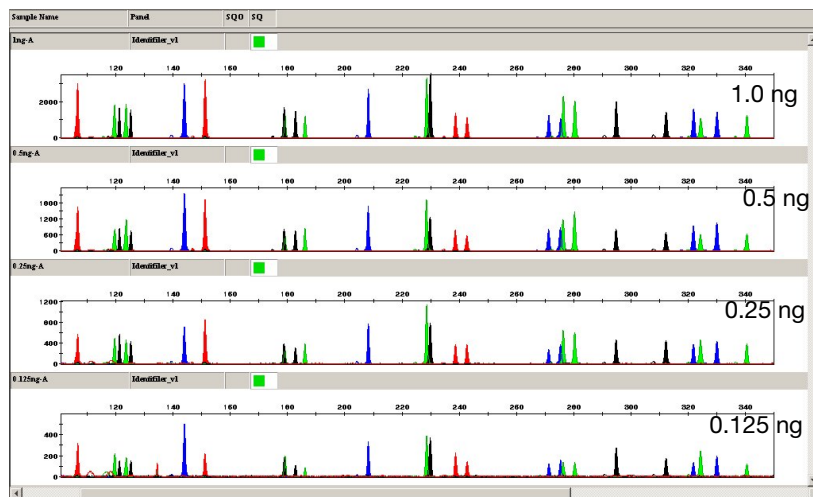 Sample Name Panel SQO SQ
1ng-A Identifiler_v1
120 140 160 180 200 220 240 260 280 300 320 340
2000
0
1.0 ng
0.5ng-A Identifiler_v1
120 140 160 180 200 220 240 260 280 300 320 340
1800
1200
600
0
0.5 ng
0.25ng-A Identifiler_v1
120 140 160 180 200 220 240 260 280 300 320 340
1200
800
400
0
0.25 ng
0.125ng-A Identifiler_v1
120 140 160 180 200 220 240 260 280 300 320 340
400
200
0
0.125 ng